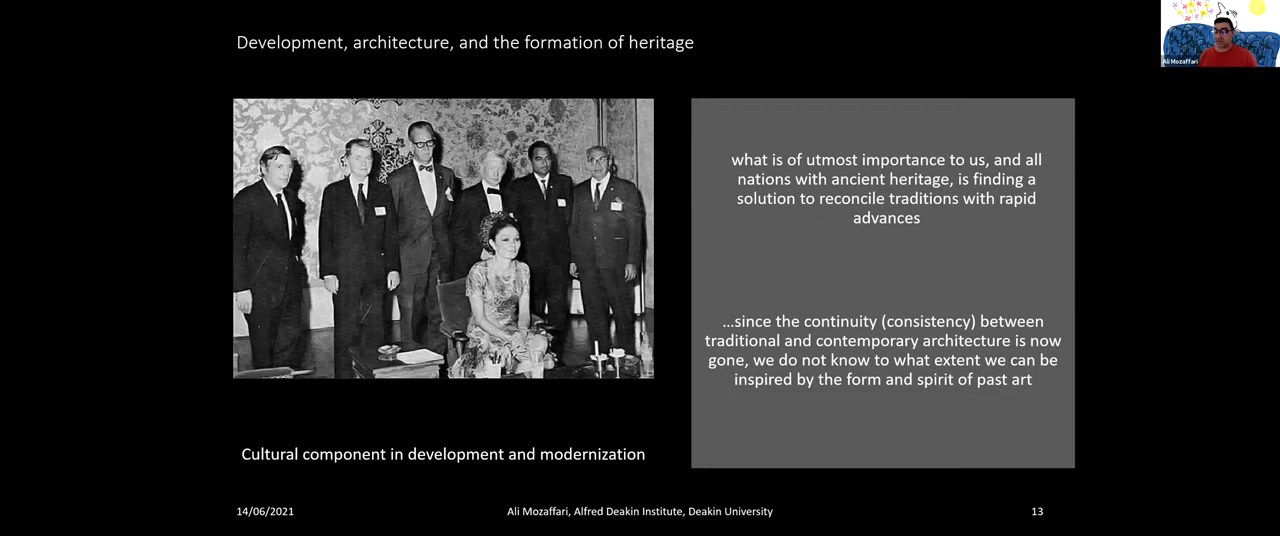 Development, architecture, and the formation of heritage
Ali Mozaffari
what is of utmost importance to us, and all
nations with ancient heritage, is finding a
solution to reconcile traditions with rapid
advances
...since the continuity (consistency) between
traditional and contemporary architecture is now
gone, we do not know to what extent we can be
inspired by the form and spirit of past art
Cultural component in development and modernization
14/06/2021
Ali Mozaffari, Alfred Deakin Institute, Deakin University
13